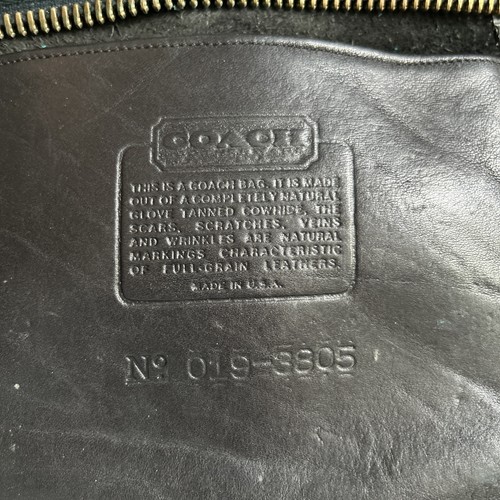 COACH
THIS IS A COACH BAG. IT IS MADE
OUT OF A COMPLETELY NATURAL
GLOVE TANNED COWHIDE, THE
SCARS, SCRATCHES, VEINS
AND WRINKLES ARE NATURAL
MARKINGS CHARACTERISTIC
OF FULL-GRAIN LEATHERS.
MADE IN U.S.A.
Nº 019-3805